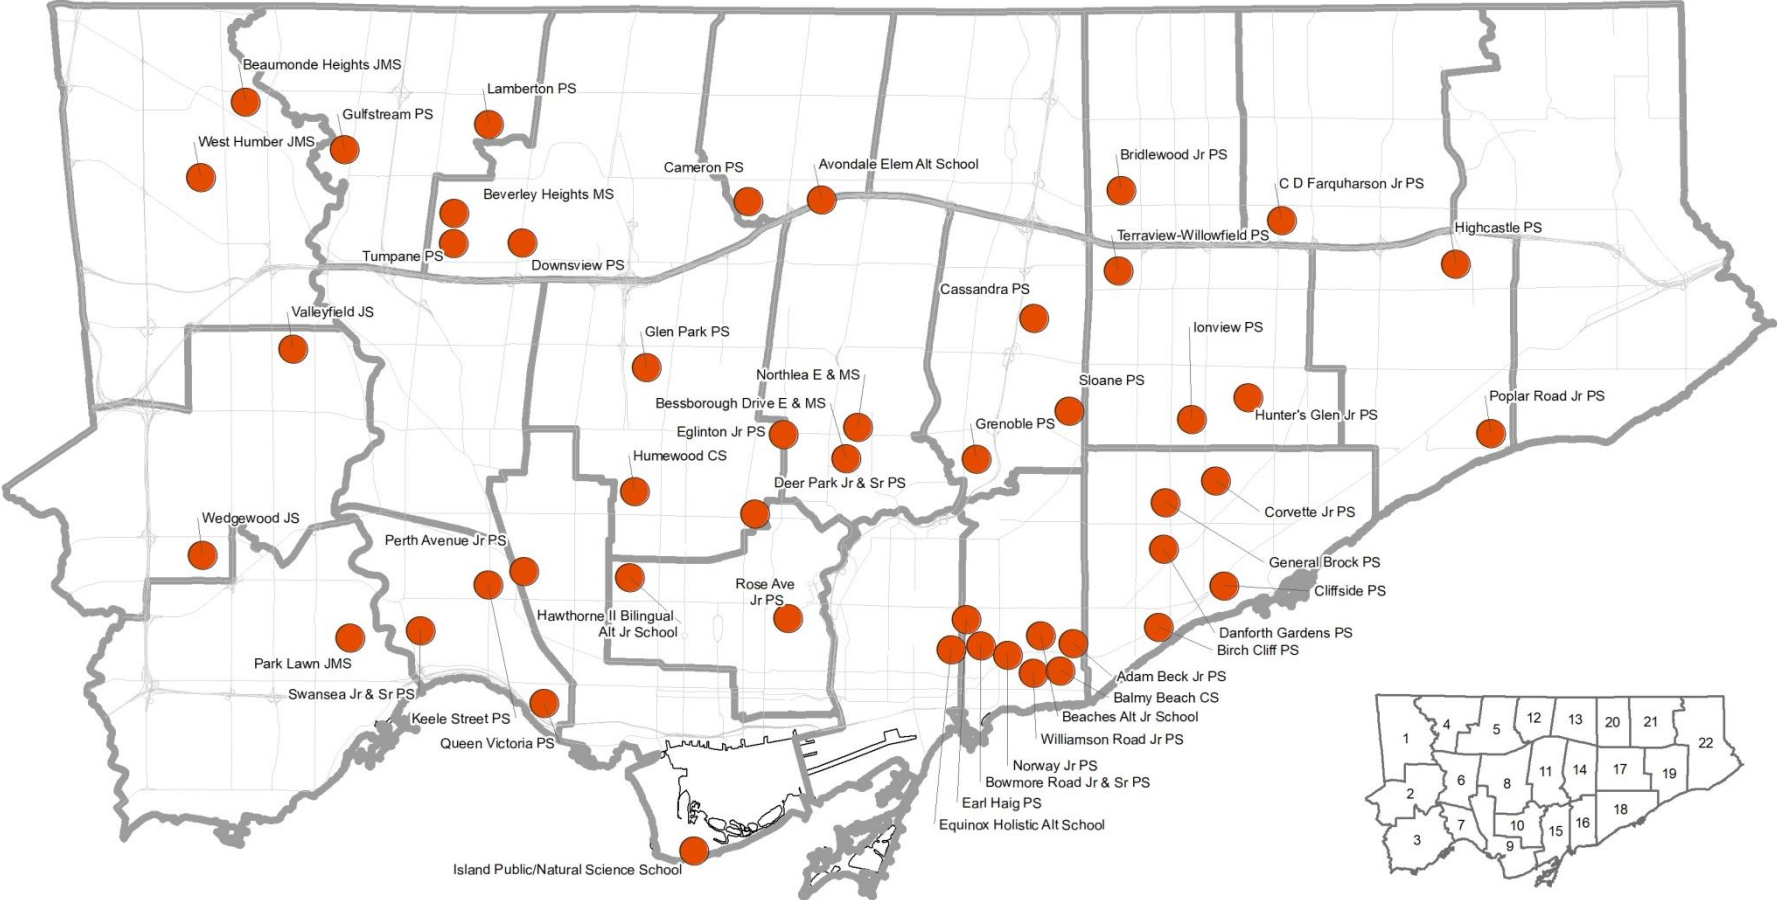 Beaumonde Heights JMS
Lamberton PS
Gulfstream PS
West Humber JMS
Bridlewood Jr PS
Avondale Elem Alt School
Cameron PS
C D Farquharson Jr PS
Beverley Heights MS
Highcastle PS
Terraview-Willowfield PS
Tumpane PS
Downsview PS
Cassandra PS
Valleyfield JS
Ionview PS
Glen Park PS
Northlea E & MS
Sloane PS
Poplar Road Jr PS
Bessborough Drive E & MS
Hunter's Glen Jr PS
Grenoble PS
Eglinton Jr PS
Humewood CS
Deer Park Jr & Sr PS
Corvette Jr PS
Wedgewood JS
Perth Avenue Jr PS
General Brock PS
Rose Ave
Jr PS
Cliffside PS
Hawthorne II Bilingual
Alt Jr School
Danforth Gardens PS
Birch Cliff PS
Park Lawn JMS
Adam Beck Jr PS
Swansea Jr & Sr PS
Balmy Beach CS
Keele Street PS
Beaches Alt Jr School
Queen Victoria PS
Williamson Road Jr PS
Norway Jr PS
Bowmore Road Jr & Sr PS
Earl Haig PS
Equinox Holistic Alt School
Island Public/Natural Science School
1
4
5
12
13
20
21
22
2
6
8
11
14
17
19
3
7
10
9
15
16
18